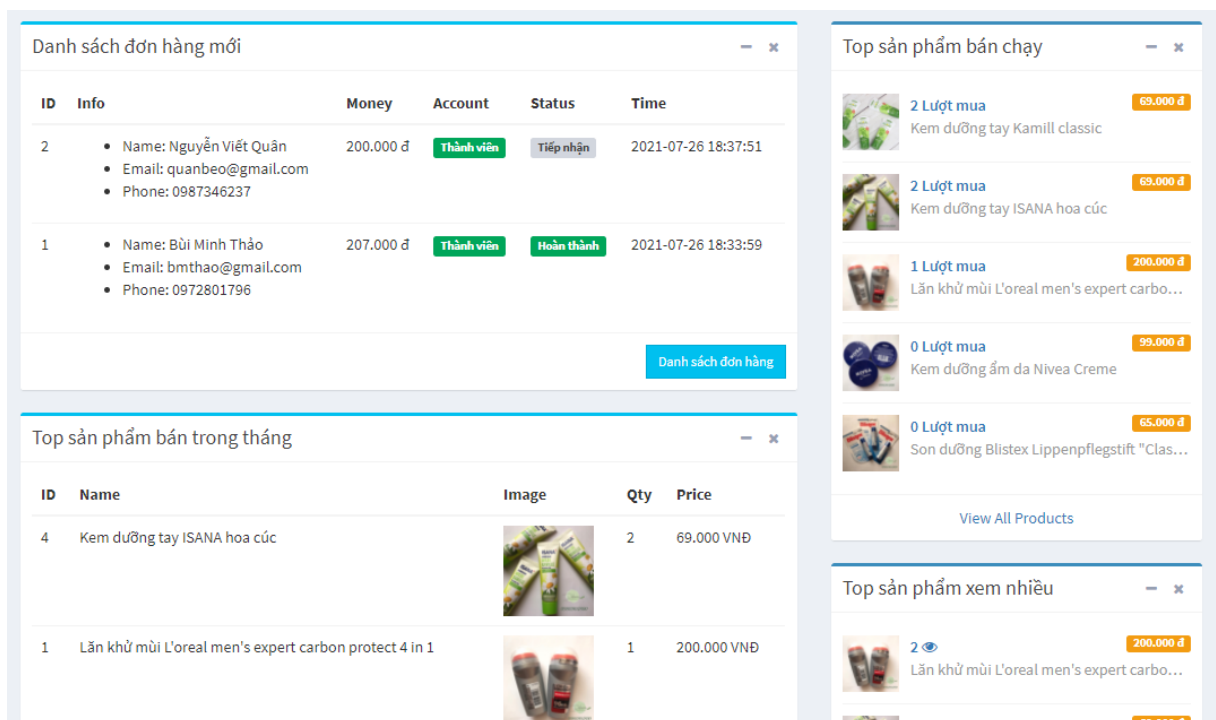 Danh sách đơn hàng mới
ID Info Money Account Status Time
2 Name: Nguyễn Viết Quân 200.000 đ Thành viên Tiếp nhận 2021-07-26 18:37:51
Email: quanbeo@gmail.com
Phone: 0987346237
1 Name: Bùi Minh Thảo 207.000 đ Thành viên Hoàn thành 2021-07-26 18:33:59
Email: bmthao@gmail.com
Phone: 0972801796
Danh sách đơn hàng
Top sản phẩm bán trong tháng
ID Name Image Qty Price
4 Kem dưỡng tay ISANA hoa cúc 2 69.000 VNĐ
1 Lăn khử mùi L'oreal men's expert carbon protect 4 in 1 1 200.000 VNĐ
Top sản phẩm bán chạy
2 Lượt mua 69.000 đ
Kem dưỡng tay Kamill classic
2 Lượt mua 69.000 đ
Kem dưỡng tay ISANA hoa cúc
1 Lượt mua 200.000 đ
Lăn khử mùi L'oreal men's expert carbo...
0 Lượt mua 99.000 đ
Kem dưỡng ẩm da Nivea Creme
0 Lượt mua 65.000 đ
Son dưỡng Blistex Lippenpflegstift "Clas...
View All Products
Top sản phẩm xem nhiều
2 200.000 đ
Lăn khử mùi L'oreal men's expert carbo...